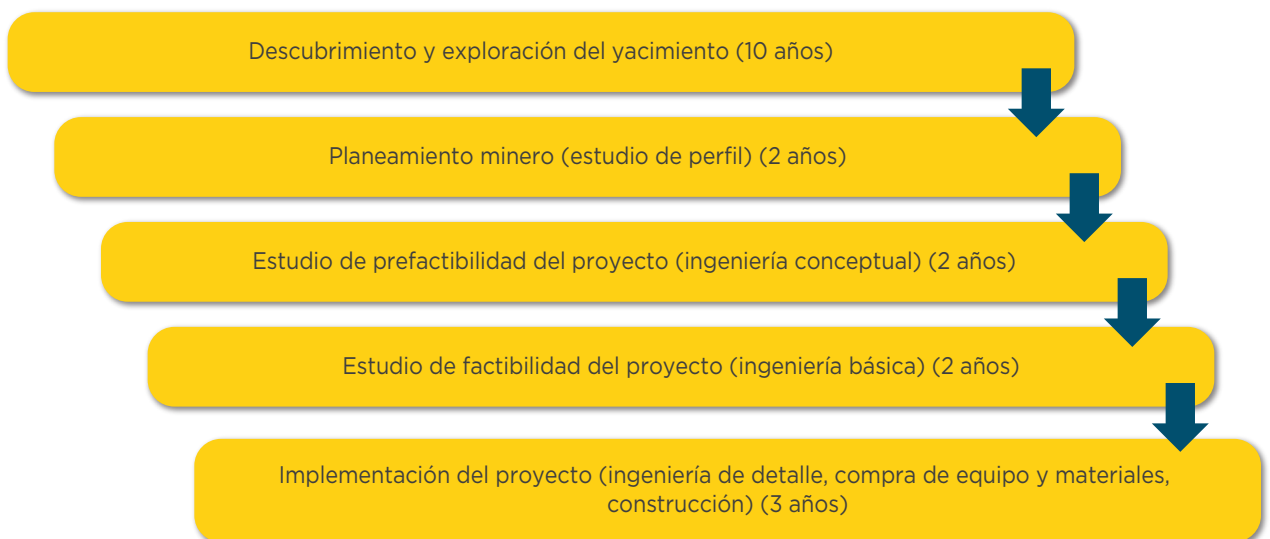 Descubrimiento y exploración del yacimiento (10 años)
Planeamiento minero (estudio de perfil) (2 años)
Estudio de prefactibilidad del proyecto (ingeniería conceptual) (2 años)
Estudio de factibilidad del proyecto (ingeniería básica) (2 años)
Implementación del proyecto (ingeniería de detalle, compra de equipo y materiales,
construcción) (3 años)